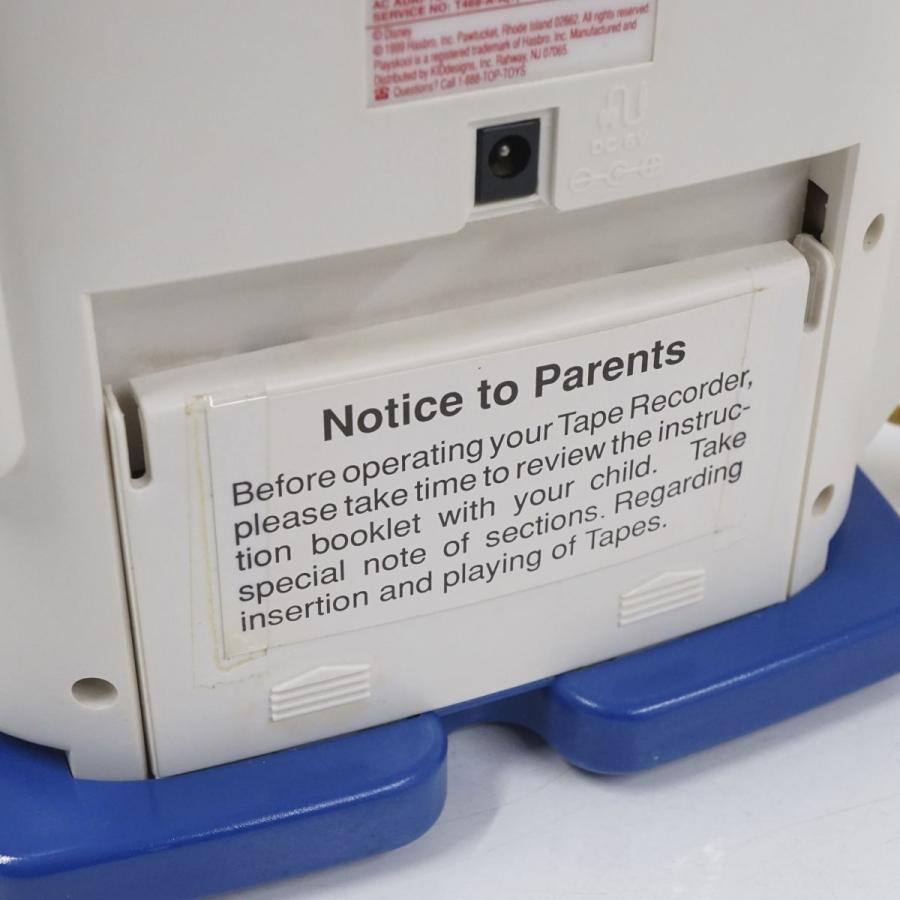 SERVICE NO:
© Disney
© 1999 Hasbro, Inc. Pawtucket, Rhode Island 02862. All rights reserved.
Playskool is a registered trademark of Hasbro, Inc. Manufactured and
Distributed by KIDdesigns, Inc. Rahway, NJ 07065.
Questions? Call 1-888-TOP-TOYS
DC 6V
Notice to Parents
Before operating your Tape Recorder,
please take time to review the instruc-
tion booklet with your child. Take
special note of sections. Regarding
insertion and playing of Tapes.